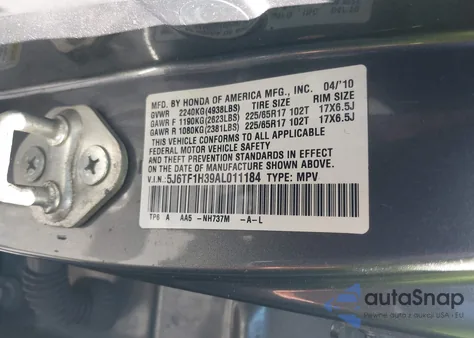 MFD. BY HONDA OF AMERICA MFG., INC. 04/'10
GVWR 2240KG(4938LBS) TIRE SIZE RIM SIZE
GAWR F 1190KG(2623LBS) 225/65R17 102T 17X6.5J
GAWR R 1080KG(2381LBS) 225/65R17 102T 17X6.5J
THIS VEHICLE CONFORMS TO ALL APPLICABLE
FEDERAL MOTOR VEHICLE SAFETY
AND THEFT PREVENTION STANDARDS IN EFFECT
ON THE DATE OF MANUFACTURE SHOWN ABOVE.
V.I.N.: 5J6TF1H39AL011184 TYPE: MPV
TP6 A AA5 -NH737M -A-L
autoSnap